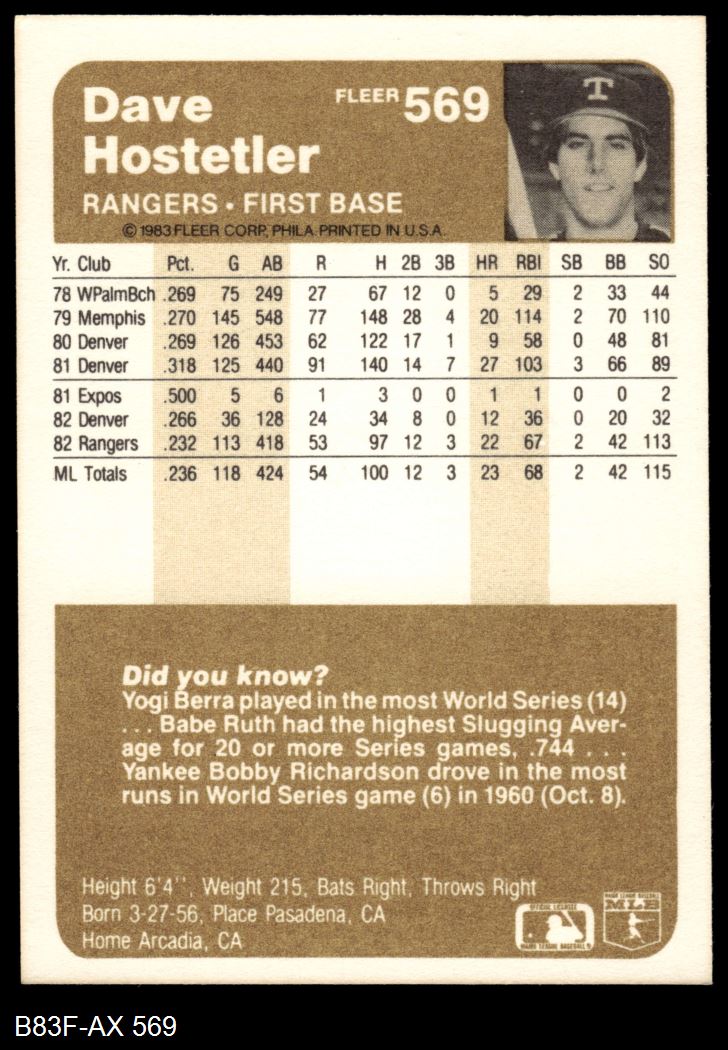 Dave
Hostetler
FLEER 569
RANGERS • FIRST BASE
© 1983 FLEER CORP., PHILA. PRINTED IN U.S.A.
T
Yr. Club Pct. G AB R H 2B 3B HR RBI SB BB SO
78 WPalmBch .269 75 249 27 67 12 0 5 29 2 33 44
79 Memphis .270 145 548 77 148 28 4 20 114 2 70 110
80 Denver .269 126 453 62 122 17 1 9 58 0 48 81
81 Denver .318 125 440 91 140 14 7 27 103 3 66 89
81 Expos .500 5 6 1 3 0 0 1 1 0 0 2
82 Denver .266 36 128 24 34 8 0 12 36 0 20 32
82 Rangers .232 113 418 53 97 12 3 22 67 2 42 113
ML Totals .236 118 424 54 100 12 3 23 68 2 42 115
Did you know?
Yogi Berra played in the most World Series (14)
. . . Babe Ruth had the highest Slugging Aver-
age for 20 or more Series games, .744 . . .
Yankee Bobby Richardson drove in the most
runs in World Series game (6) in 1960 (Oct. 8).
Height 6'4'', Weight 215, Bats Right, Throws Right
Born 3-27-56, Place Pasadena, CA
Home Arcadia, CA
OFFICIAL LICENSEE
MAJOR LEAGUE BASEBALL
MAJOR LEAGUE BASEBALL
B83F-AX 569